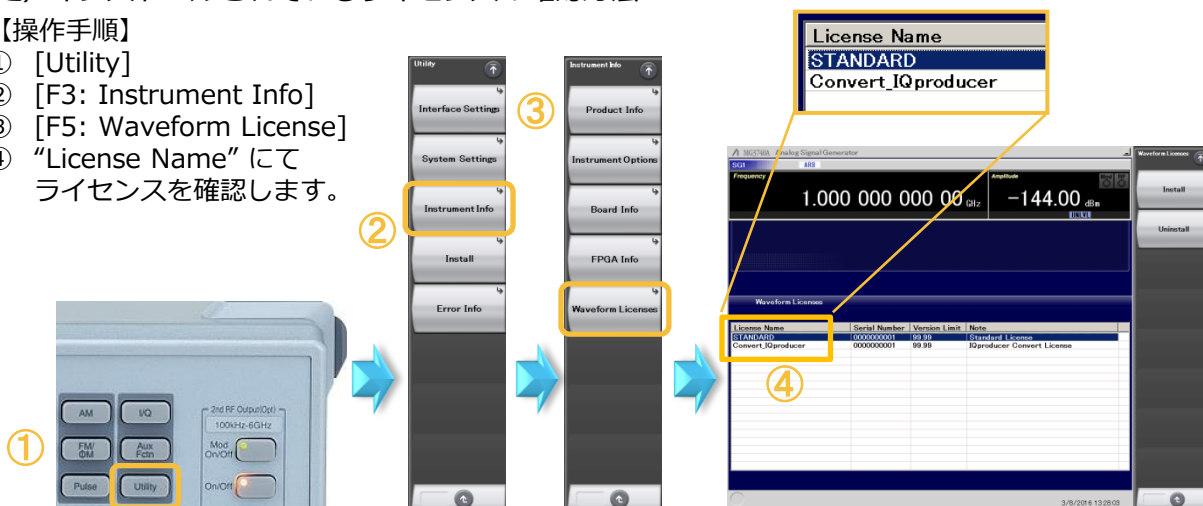 【操作手順】
① [Utility]
② [F3: Instrument Info]
③ [F5: Waveform License]
④ “License Name” にて
ライセンスを確認します。
①
AM
I/Q
FM/ΦM
Aux Fctn
Pulse
Utility
2nd RF Output(Opt)
100kHz-6GHz
Mod On/Off
On/Off
②
Utility
Interface Settings
System Settings
Instrument Info
Install
Error Info
③
Instrument Info
Product Info
Instrument Options
Board Info
FPGA Info
Waveform Licenses
License Name
STANDARD
Convert_IQproducer
MG3740A Analog Signal Generator
SG1 ARB
Frequency
1.000 000 000 00 GHz
Amplitude
-144.00 dBm
UNLVL
Waveform Licenses
License Name Serial Number Version Limit Note
STANDARD 0000000001 99.99 Standard License
Convert_IQproducer 0000000001 99.99 IQproducer Convert License
④
3/8/2016 13:28:03
Waveform Licenses
Install
Uninstall